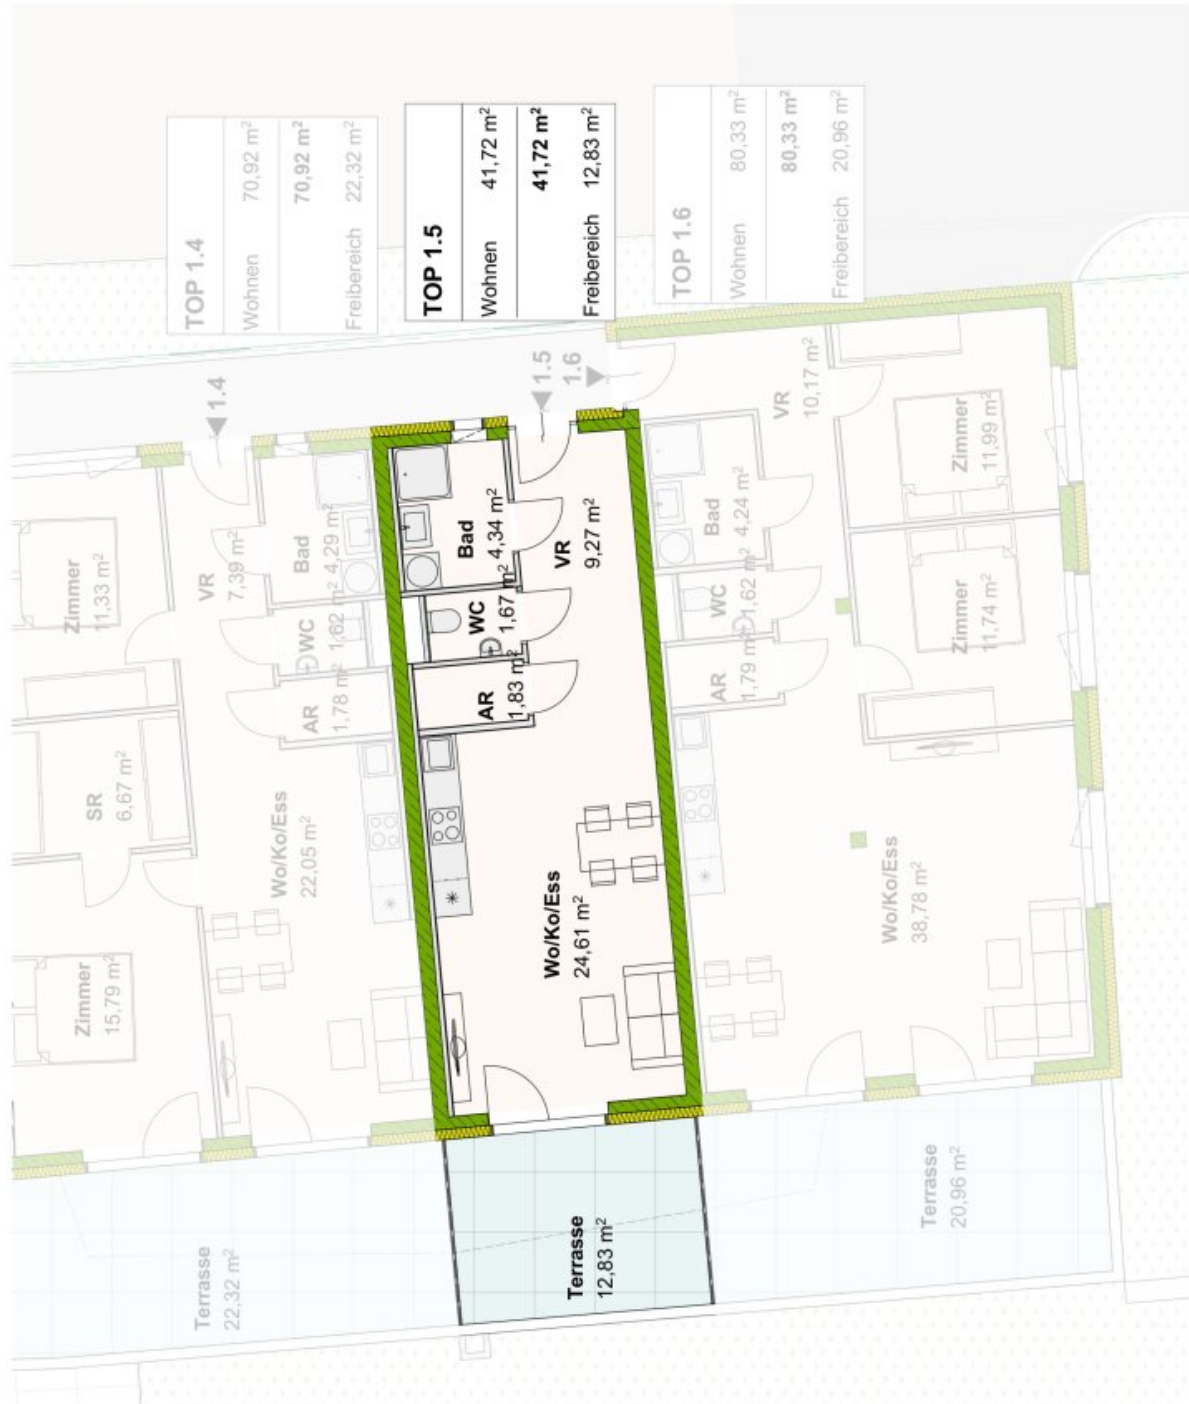 TOP 1.4
Wohnen 70,92 m²
70,92 m²
Freibereich 22,32 m²
TOP 1.5
Wohnen 41,72 m²
41,72 m²
Freibereich 12,83 m²
TOP 1.6
Wohnen 80,33 m²
80,33 m²
Freibereich 20,96 m²
1.4
1.5
1.6
Zimmer
11,33 m²
VR
7,39 m²
Bad
4,29 m²
WC
1,62 m²
AR
1,78 m²
SR
6,67 m²
Wo/Ko/Ess
22,05 m²
Zimmer
15,79 m²
Terrasse
22,32 m²
Bad
4,34 m²
VR
9,27 m²
WC
1,67 m²
AR
1,83 m²
Wo/Ko/Ess
24,61 m²
Terrasse
12,83 m²
VR
10,17 m²
Bad
4,24 m²
WC
1,62 m²
AR
1,79 m²
Zimmer
11,99 m²
Zimmer
11,74 m²
Wo/Ko/Ess
38,78 m²
Terrasse
20,96 m²